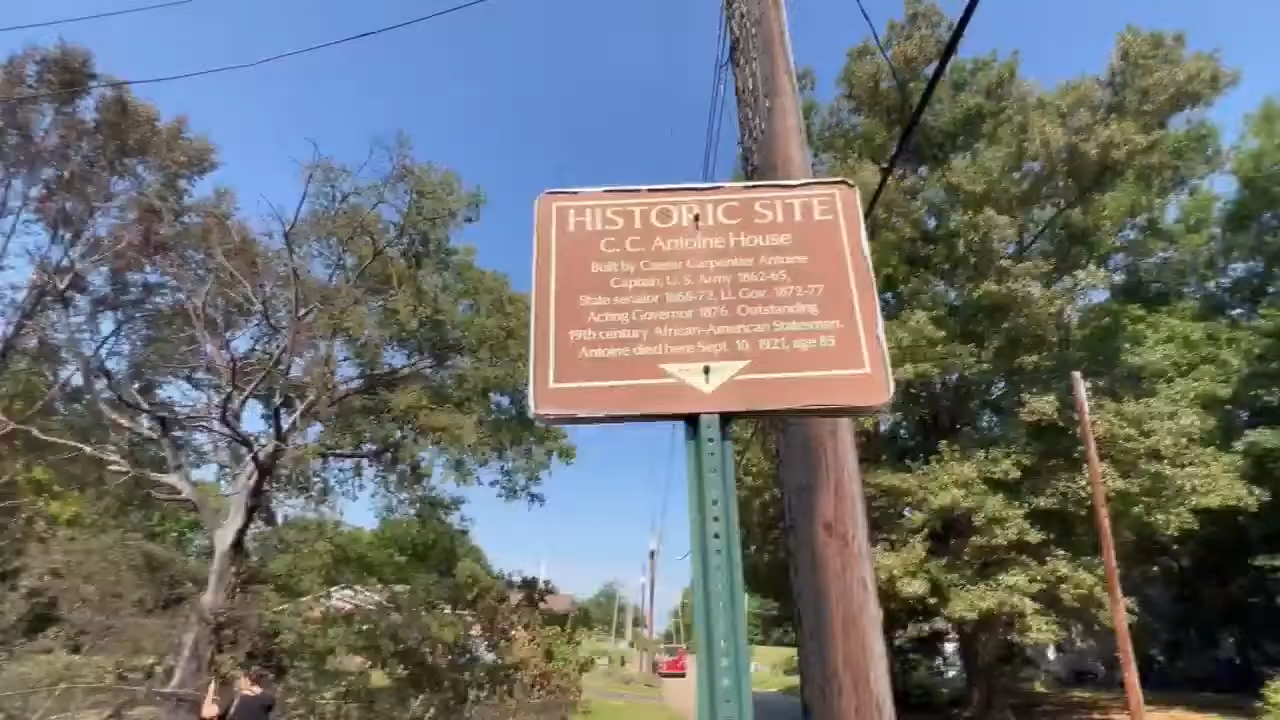 HISTORIC SITE
C. C. Antoine House
Built by Caesar Carpentier Antoine
Captain, U. S. Army 1862-65,
State senator 1868-72, Lt. Gov. 1872-77
Acting Governor 1876. Outstanding
19th century African-American Statesman.
Antoine died here Sept. 10, 1921, age 85